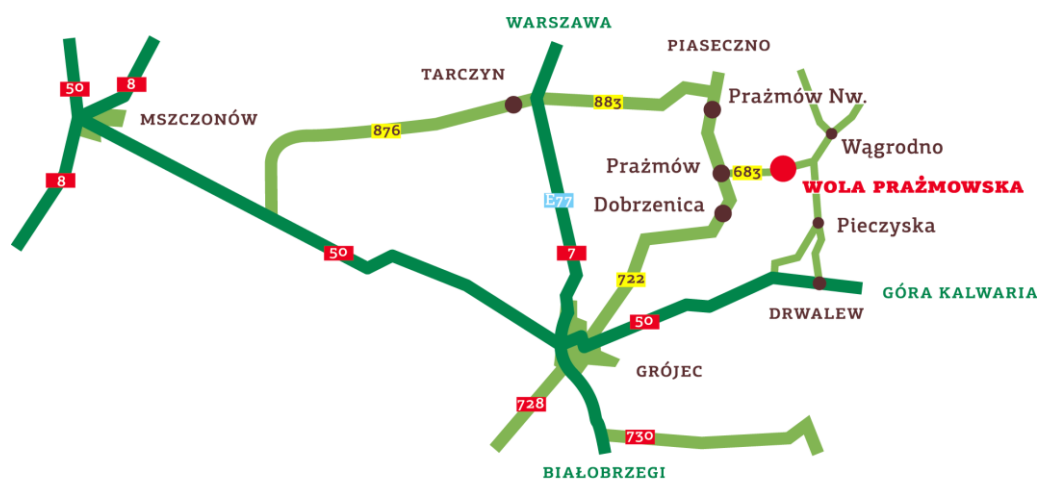 WARSZAWA
PIASECZNO
TARCZYN
50
8
883
Prażmów Nw.
MSZCZONÓW
876
Wągrodno
Prażmów
683
8
WOLA PRAŻMOWSKA
E77
Dobrzenica
Pieczyska
50
7
722
GÓRA KALWARIA
DRWALEW
50
GRÓJEC
728
730
BIAŁOBRZEGI